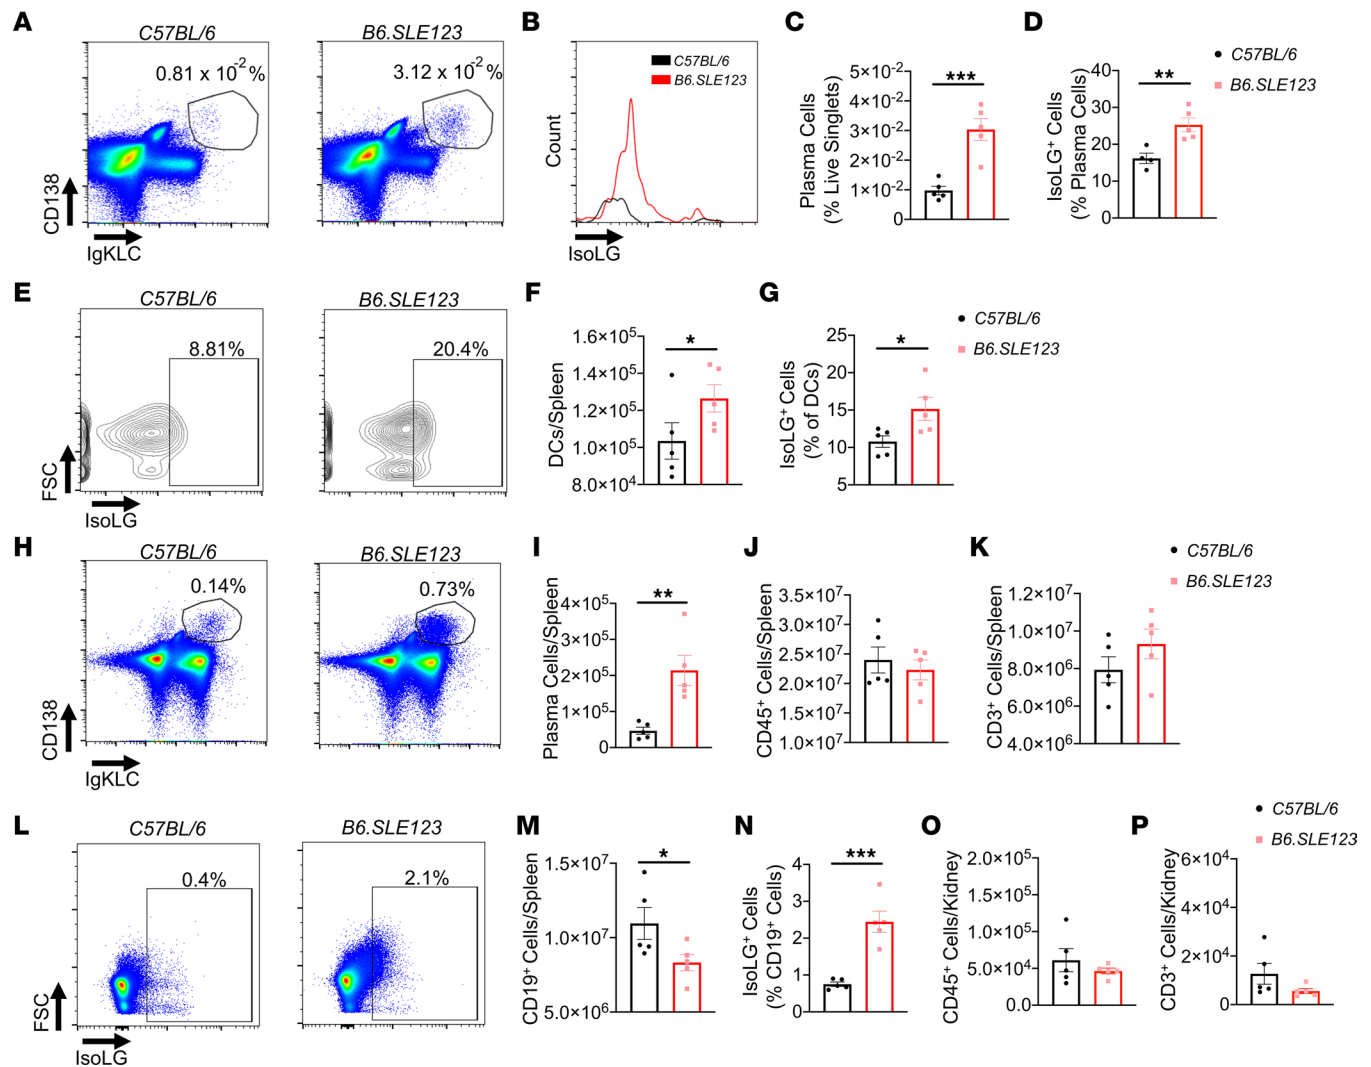 A
C57BL/6
B6.SLE123
0.81 x 10-2 %
3.12 x 10-2 %
CD138
IgKLC
B
C57BL/6
B6.SLE123
Count
IsoLG
C
***
Plasma Cells
(% Live Singlets)
5×10-2
4×10-2
3×10-2
2×10-2
1×10-2
0
D
**
IsoLG+ Cells
(% Plasma Cells)
40
30
20
10
0
C57BL/6
B6.SLE123
E
C57BL/6
B6.SLE123
8.81%
20.4%
FSC
IsoLG
F
*
DCs/Spleen
1.6×105
1.4×105
1.2×105
1.0×105
8.0×104
G
*
IsoLG+ Cells
(% of DCs)
25
20
15
10
5
C57BL/6
B6.SLE123
H
C57BL/6
B6.SLE123
0.14%
0.73%
CD138
IgKLC
I
**
Plasma Cells/Spleen
4×105
3×105
2×105
1×105
0
J
CD45+ Cells/Spleen
3.5×107
3.0×107
2.5×107
2.0×107
1.5×107
1.0×107
K
CD3+ Cells/Spleen
1.2×107
1.0×107
8.0×106
6.0×106
4.0×106
C57BL/6
B6.SLE123
L
C57BL/6
B6.SLE123
0.4%
2.1%
FSC
IsoLG
M
*
CD19+ Cells/Spleen
1.5×107
1.0×107
5.0×106
N
***
IsoLG+ Cells
(% CD19+ Cells)
4
3
2
1
0
O
CD45+ Cells/Kidney
2.0×105
1.5×105
1.0×105
5.0×104
0.0
P
CD3+ Cells/Kidney
6×104
4×104
2×104
0
C57BL/6
B6.SLE123